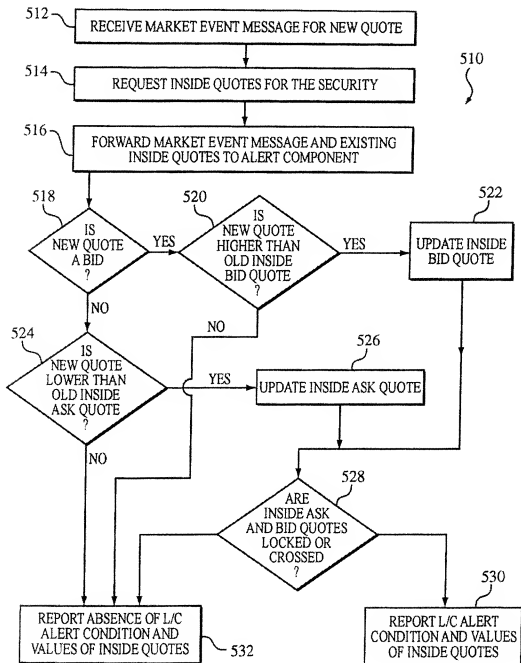 512
RECEIVE MARKET EVENT MESSAGE FOR NEW QUOTE
514
REQUEST INSIDE QUOTES FOR THE SECURITY
510
516
FORWARD MARKET EVENT MESSAGE AND EXISTING
INSIDE QUOTES TO ALERT COMPONENT
518
IS
NEW QUOTE
A BID
?
YES
NO
520
IS
NEW QUOTE
HIGHER THAN
OLD INSIDE
BID QUOTE
?
YES
NO
522
UPDATE INSIDE
BID QUOTE
524
IS
NEW QUOTE
LOWER THAN
OLD INSIDE
ASK QUOTE
?
YES
NO
526
UPDATE INSIDE ASK QUOTE
528
ARE
INSIDE ASK
AND BID QUOTES
LOCKED OR
CROSSED
?
REPORT ABSENCE OF L/C
ALERT CONDITION AND
VALUES OF INSIDE QUOTES
532
530
REPORT L/C ALERT
CONDITION AND VALUES
OF INSIDE QUOTES